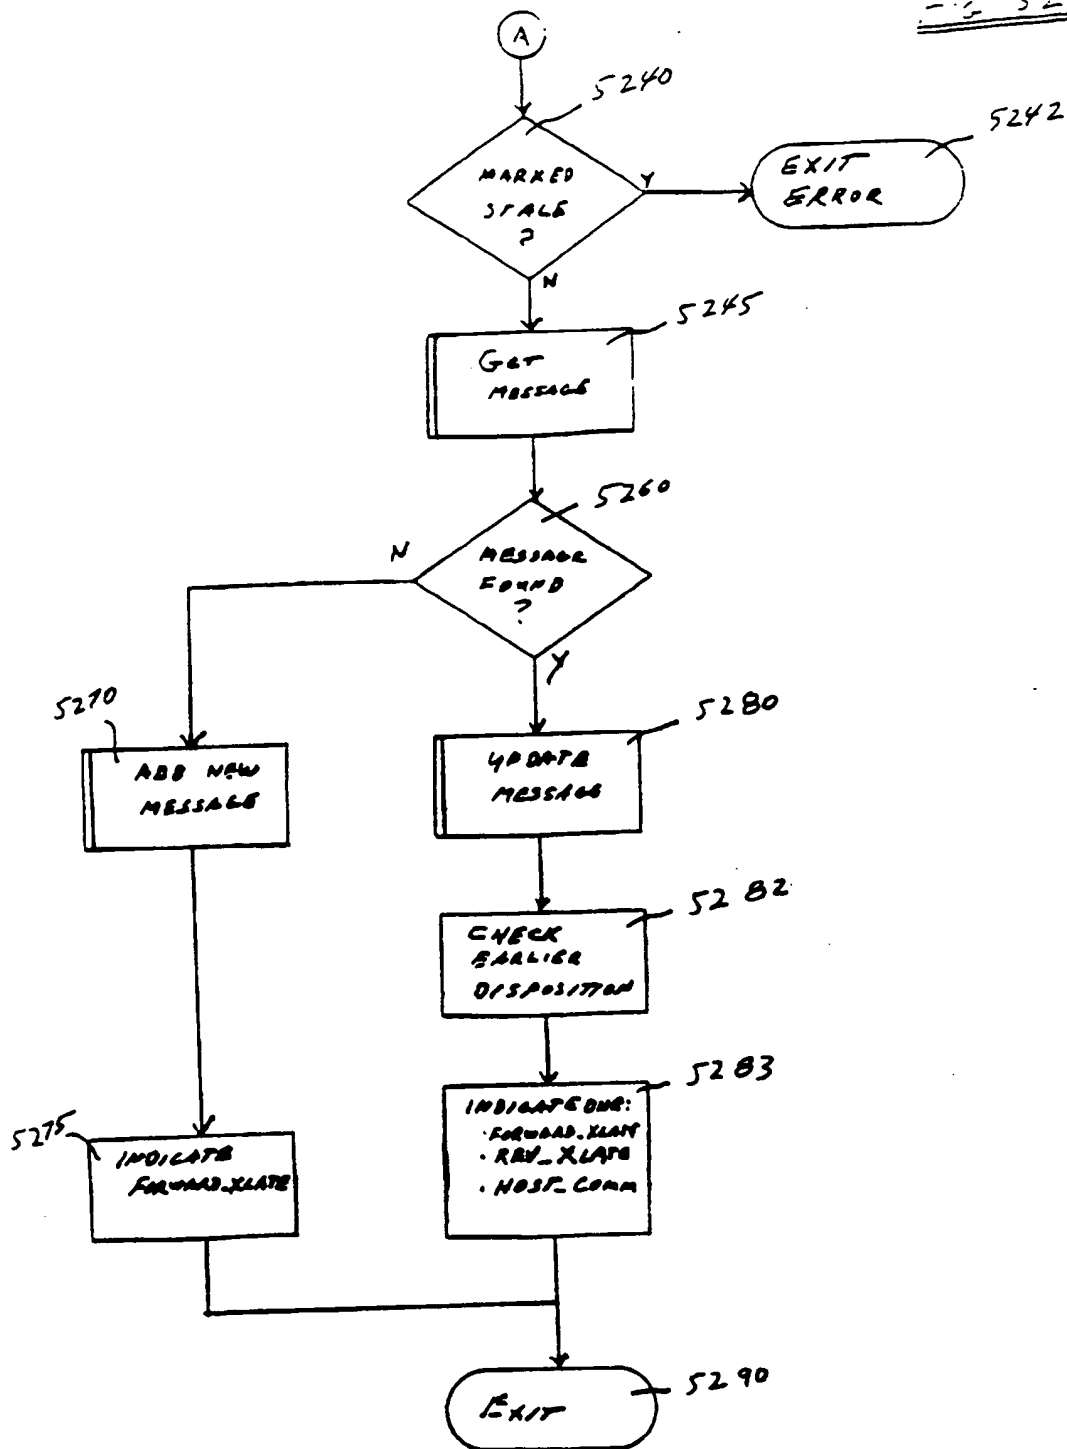 A
5240
MARKED
STALE
?
Y
N
5242
EXIT
ERROR
5245
GET
MESSAGE
5260
MESSAGE
FOUND
?
N
Y
5270
ADD NEW
MESSAGE
5280
UPDATE
MESSAGE
5282
CHECK
EARLIER
DISPOSITION
5283
INDICATE ONE:
· FORWARD_XLATE
· REV_XLATE
· HOST_COMM
5275
INDICATE
FORWARD_XLATE
5290
EXIT